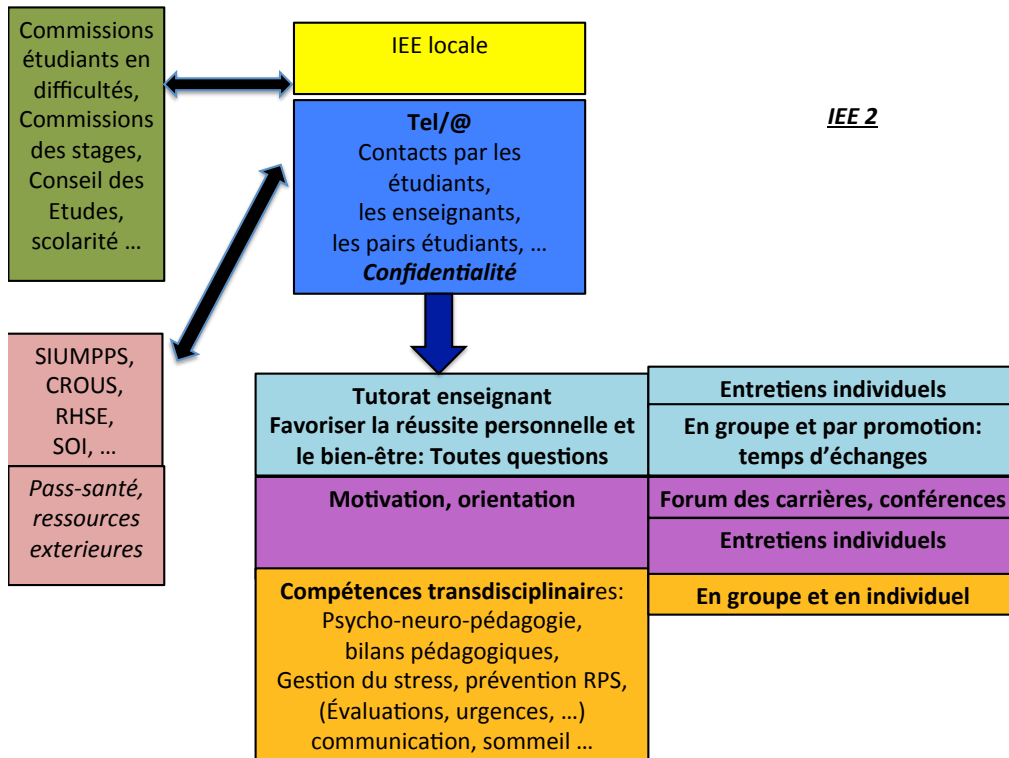 Commissions
étudiants en
difficultés,
Commissions
des stages,
Conseil des
Etudes,
scolarité …
IEE locale
Tel/@
Contacts par les
étudiants,
les enseignants,
les pairs étudiants, …
Confidentialité
IEE 2
SIUMPPS,
CROUS,
RHSE,
SOI, …
Pass-santé,
ressources
exterieures
Tutorat enseignant
Favoriser la réussite personnelle et
le bien-être: Toutes questions
Entretiens individuels
En groupe et par promotion:
temps d’échanges
Motivation, orientation
Forum des carrières, conférences
Entretiens individuels
Compétences transdisciplinaires:
Psycho-neuro-pédagogie,
bilans pédagogiques,
Gestion du stress, prévention RPS,
(Évaluations, urgences, …)
communication, sommeil …
En groupe et en individuel